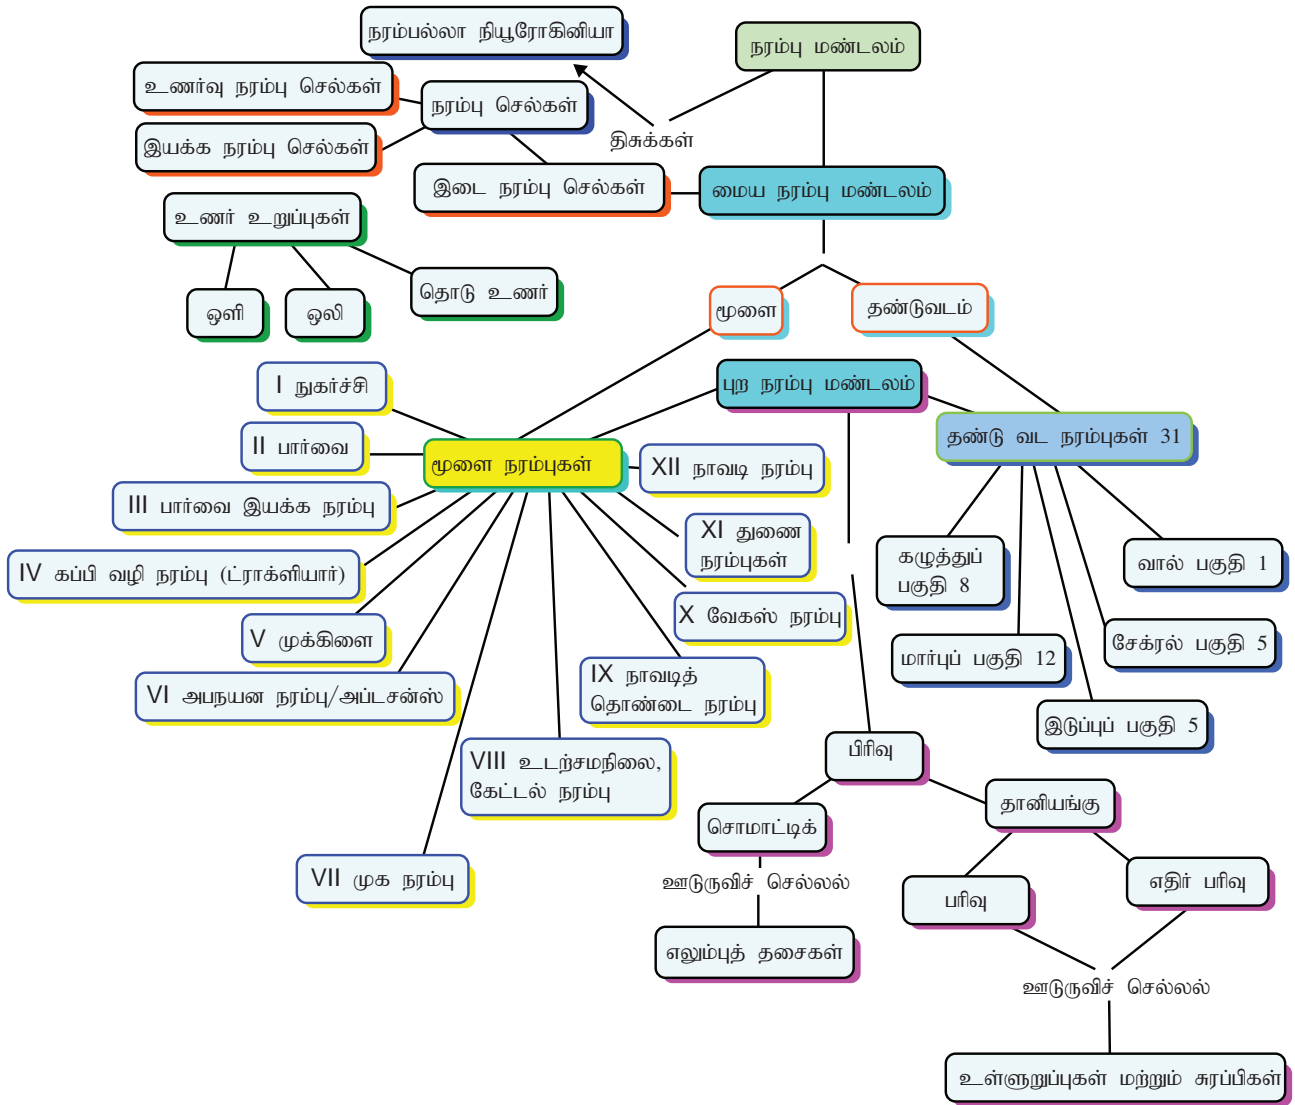 நரம்பல்லா நியூரோகினியா
நரம்பு மண்டலம்
உணர்வு நரம்பு செல்கள்
நரம்பு செல்கள்
இயக்க நரம்பு செல்கள்
திசுக்கள்
இடை நரம்பு செல்கள்
மைய நரம்பு மண்டலம்
உணர் உறுப்புகள்
ஒளி
ஒலி
தொடு உணர்
மூளை
தண்டுவடம்
I நுகர்ச்சி
புற நரம்பு மண்டலம்
II பார்வை
மூளை நரம்புகள்
XII நாவடி நரம்பு
தண்டு வட நரம்புகள் 31
III பார்வை இயக்க நரம்பு
XI துணை
நரம்புகள்
IV கப்பி வழி நரம்பு (ட்ராக்ளியார்)
கழுத்துப்
பகுதி 8
வால் பகுதி 1
V முக்கிளை
X வேகஸ் நரம்பு
மார்புப் பகுதி 12
சேக்ரல் பகுதி 5
VI அபநயன நரம்பு/அப்டசன்ஸ்
IX நாவடித்
தொண்டை நரம்பு
இடுப்புப் பகுதி 5
VIII உடற்சமநிலை,
கேட்டல் நரம்பு
பிரிவு
சொமாட்டிக்
தானியங்கு
VII முக நரம்பு
ஊடுருவிச் செல்லல்
பரிவு
எதிர் பரிவு
எலும்புத் தசைகள்
ஊடுருவிச் செல்லல்
உள்ளுறுப்புகள் மற்றும் சுரப்பிகள்